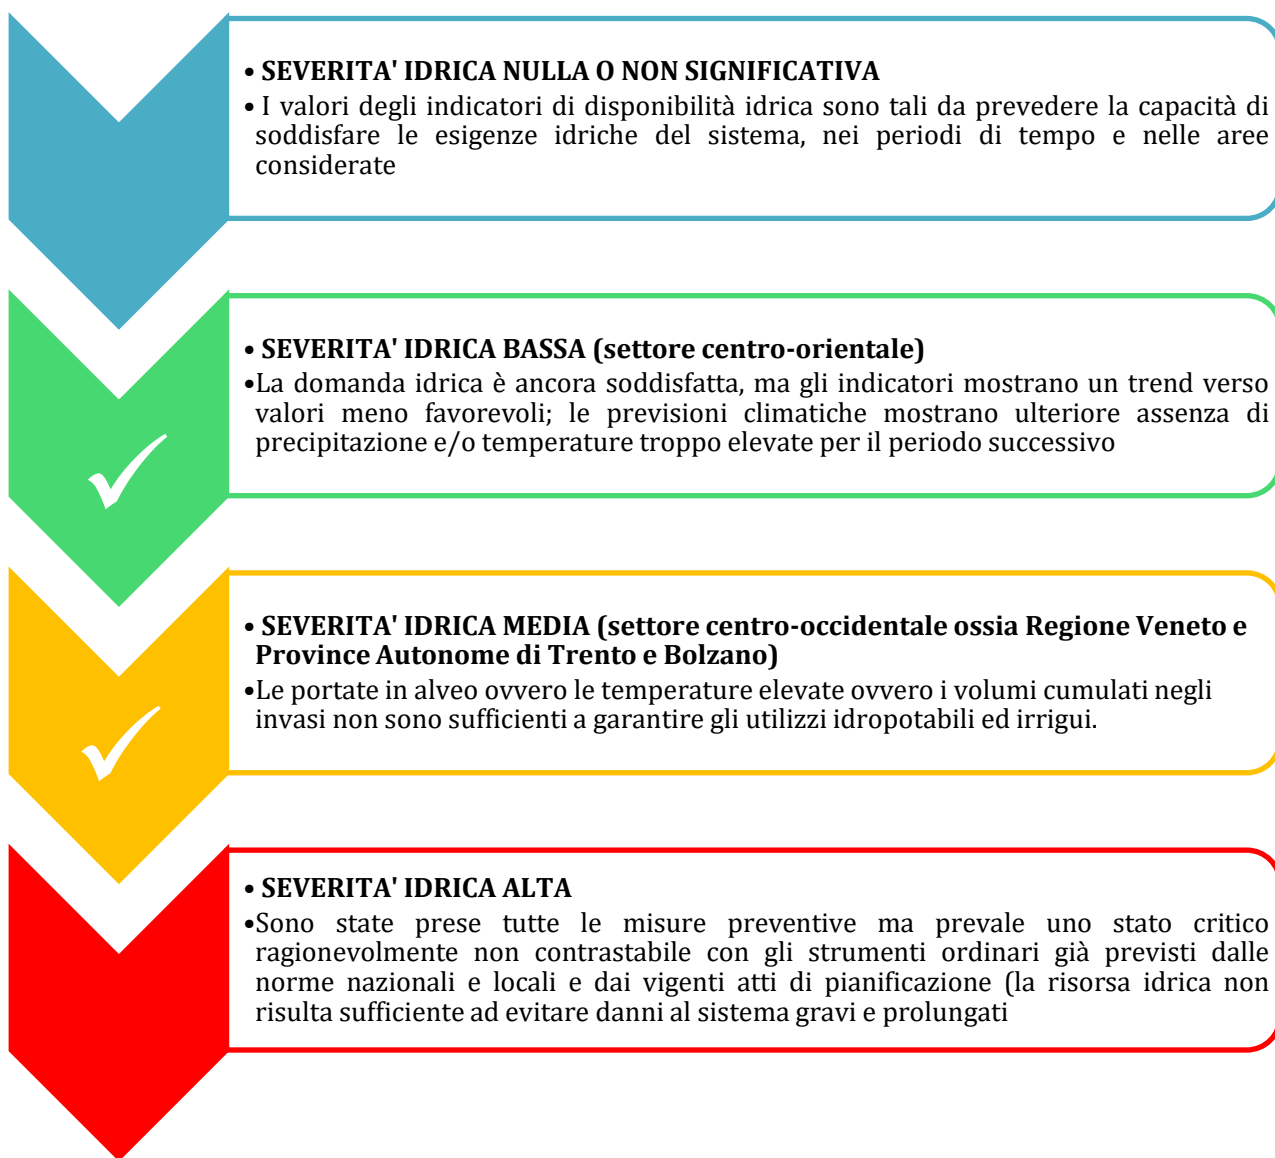 • SEVERITA' IDRICA NULLA O NON SIGNIFICATIVA
• I valori degli indicatori di disponibilità idrica sono tali da prevedere la capacità di
soddisfare le esigenze idriche del sistema, nei periodi di tempo e nelle aree
considerate
• SEVERITA' IDRICA BASSA (settore centro-orientale)
•La domanda idrica è ancora soddisfatta, ma gli indicatori mostrano un trend verso
valori meno favorevoli; le previsioni climatiche mostrano ulteriore assenza di
precipitazione e/o temperature troppo elevate per il periodo successivo
• SEVERITA' IDRICA MEDIA (settore centro-occidentale ossia Regione Veneto e
Province Autonome di Trento e Bolzano)
•Le portate in alveo ovvero le temperature elevate ovvero i volumi cumulati negli
invasi non sono sufficienti a garantire gli utilizzi idropotabili ed irrigui.
• SEVERITA' IDRICA ALTA
•Sono state prese tutte le misure preventive ma prevale uno stato critico
ragionevolmente non contrastabile con gli strumenti ordinari già previsti dalle
norme nazionali e locali e dai vigenti atti di pianificazione (la risorsa idrica non
risulta sufficiente ad evitare danni al sistema gravi e prolungati